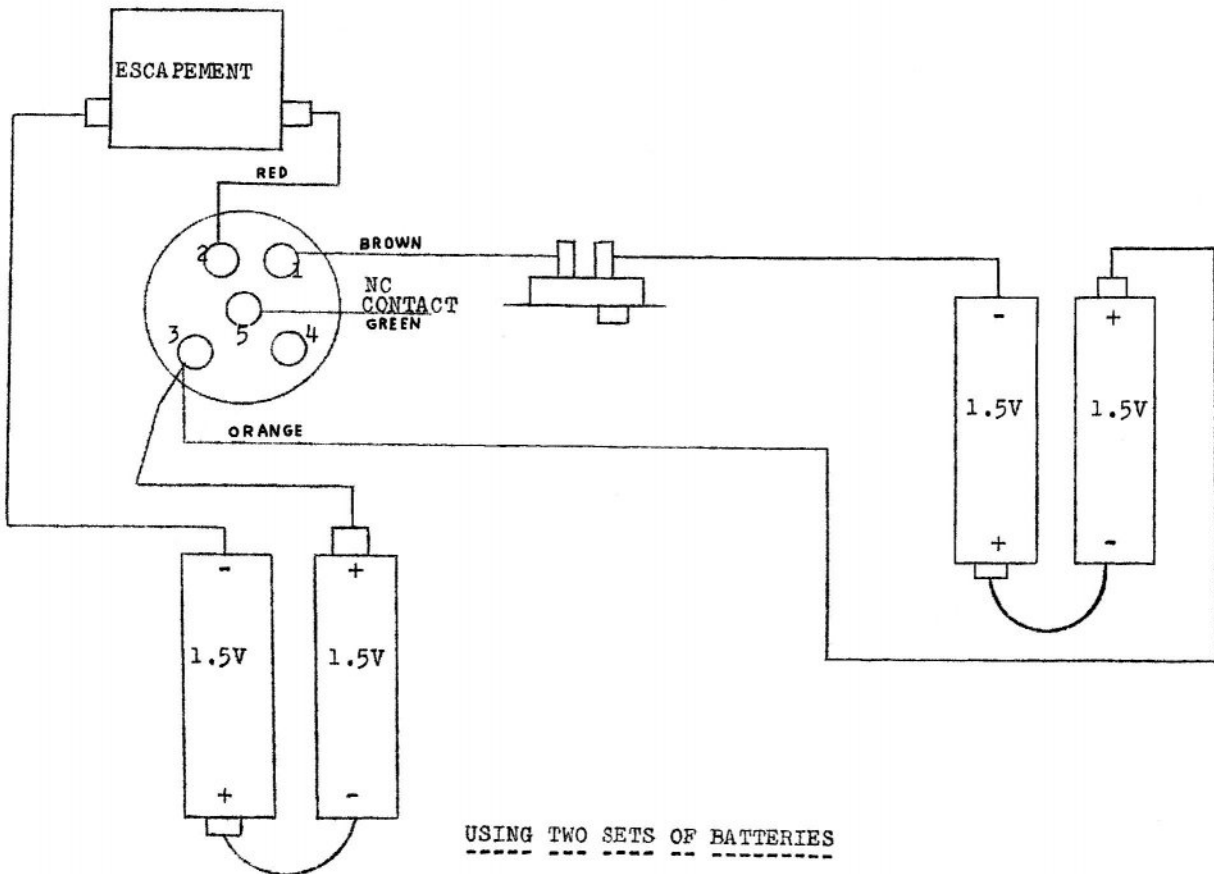 ESCAPEMENT
RED
BROWN
2
1
NC
CONTACT
GREEN
3
5
4
ORANGE
-
+
1.5V
1.5V
+
-
-
+
1.5V
1.5V
+
-
USING TWO SETS OF BATTERIES